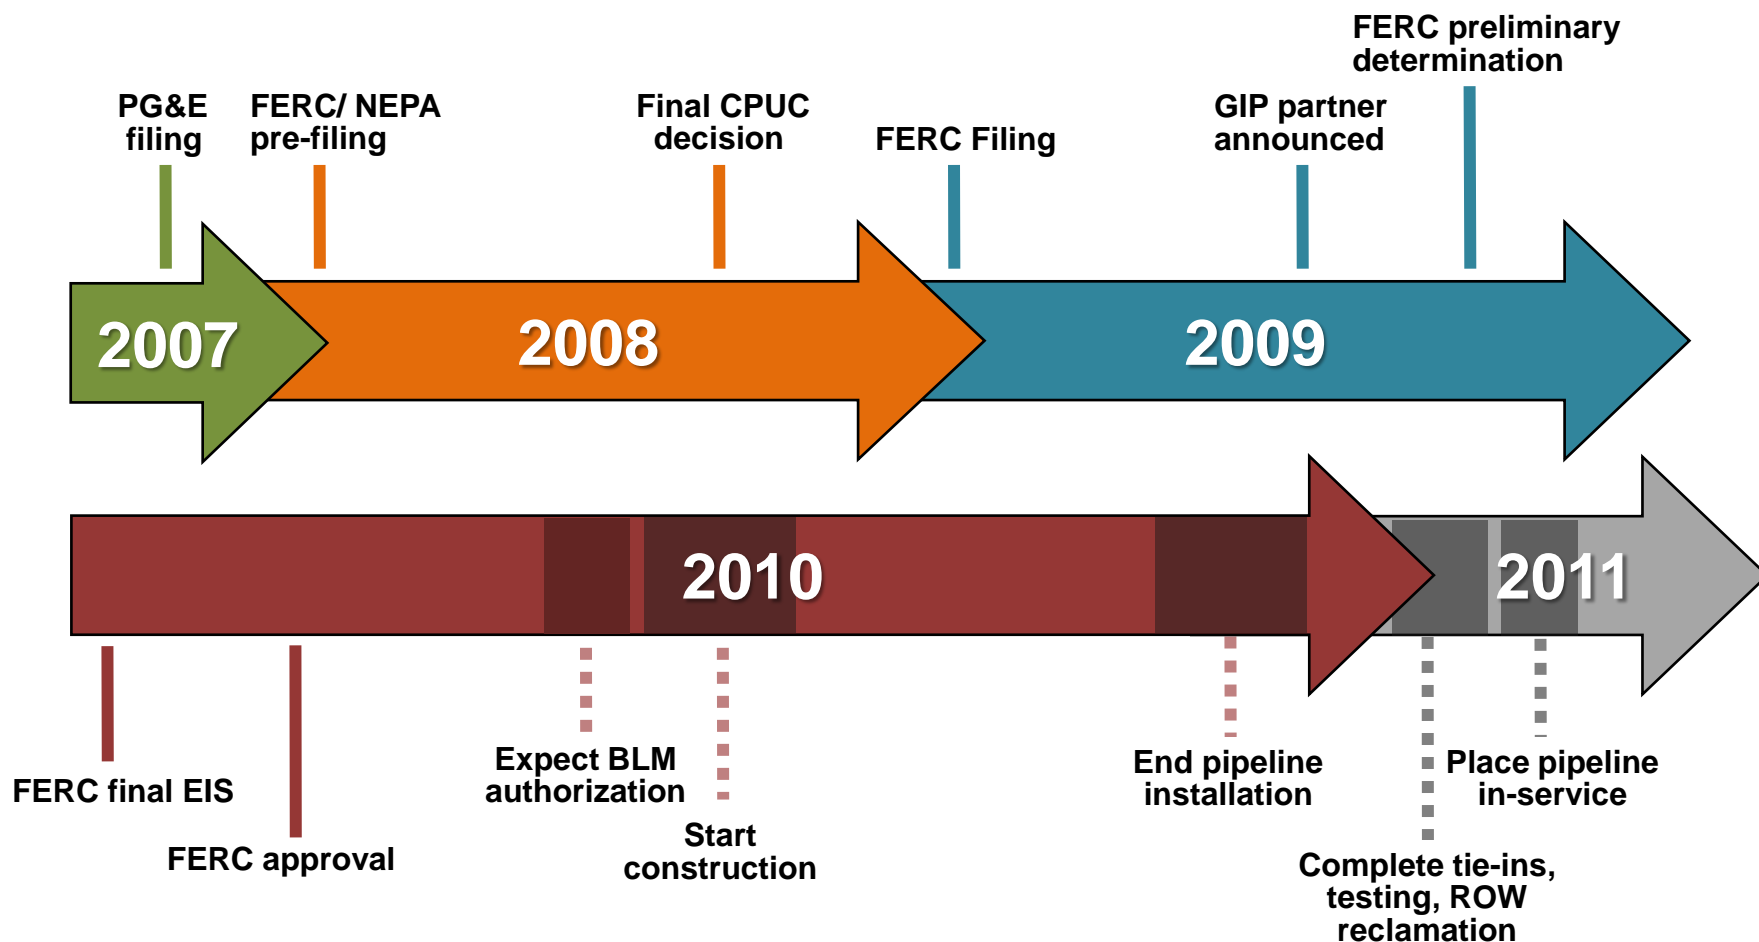 PG&E
filing
FERC/ NEPA
pre-filing
Final CPUC
decision
FERC Filing
GIP partner
announced
FERC preliminary
determination
2007
2008
2009
2010
2011
FERC final EIS
FERC approval
Expect BLM
authorization
Start
construction
End pipeline
installation
Complete tie-ins,
testing, ROW
reclamation
Place pipeline
in-service